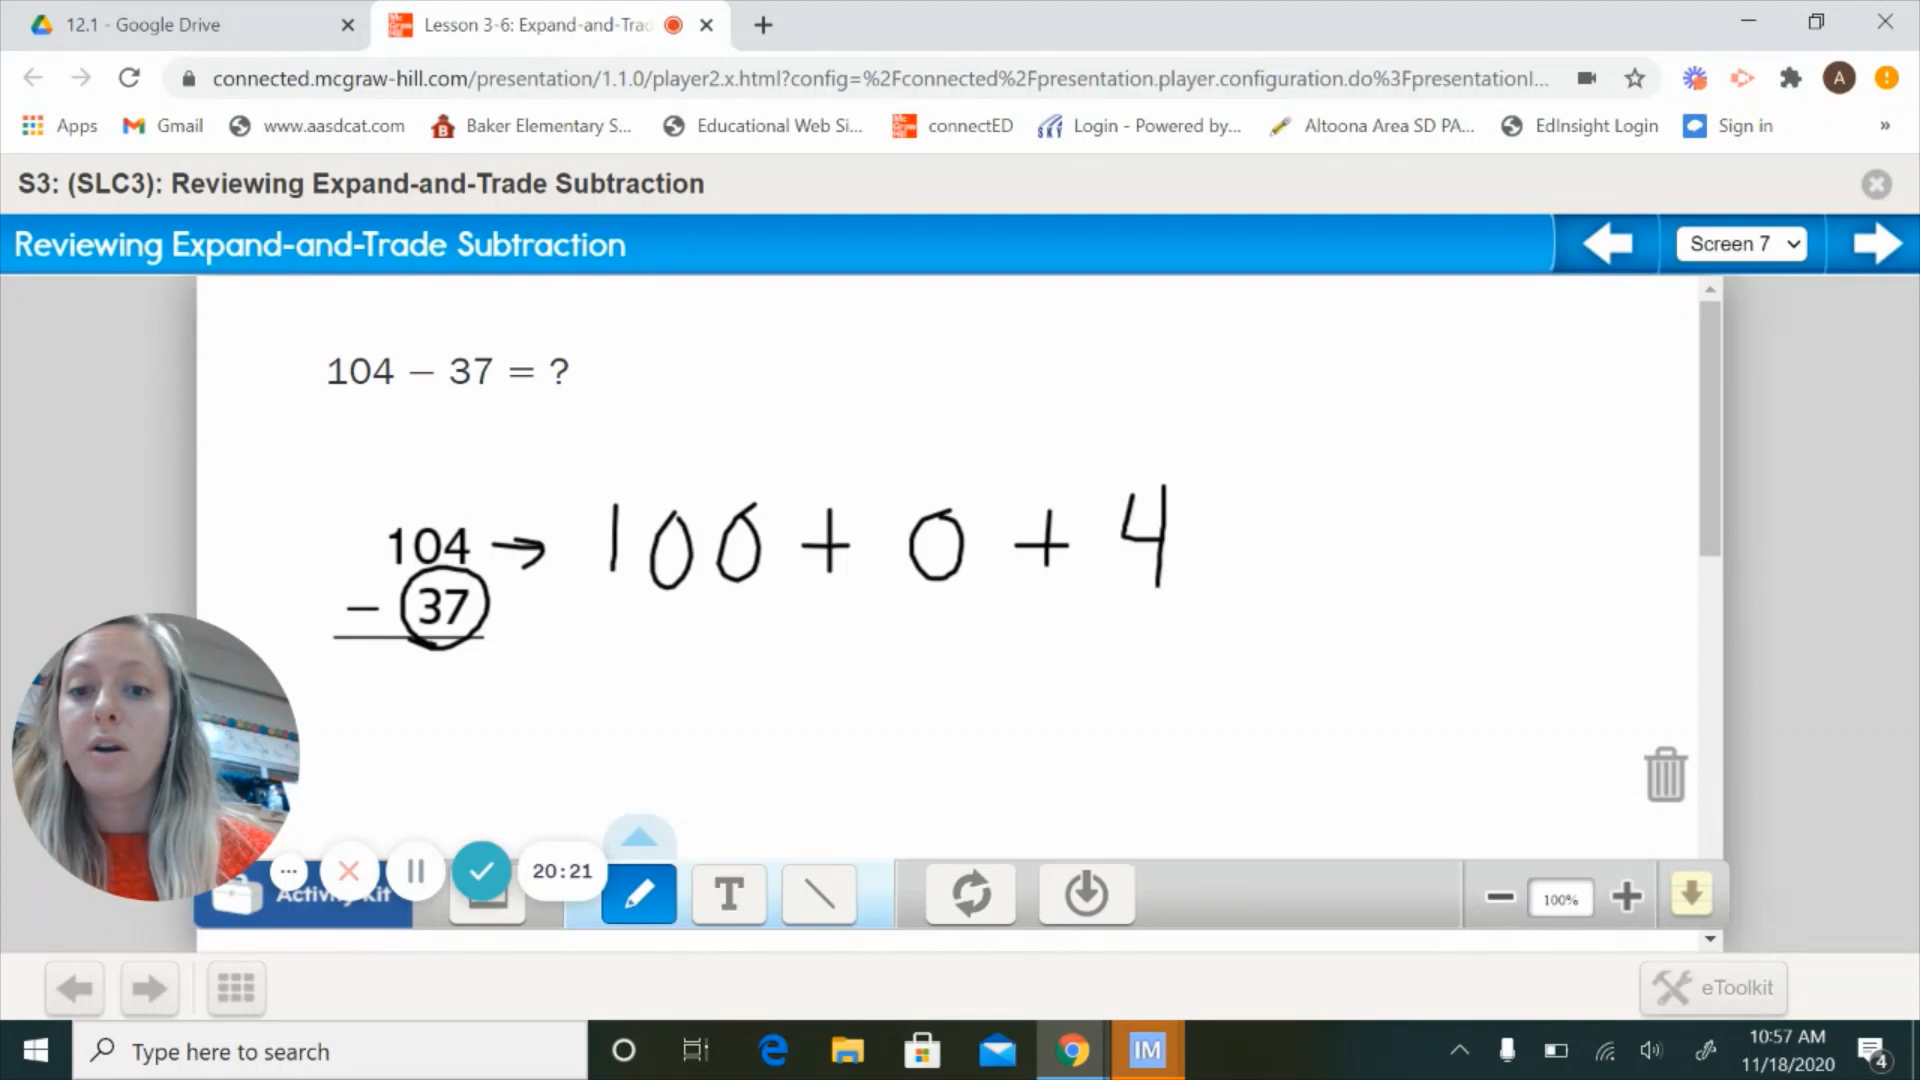 12.1 - Google Drive
Lesson 3-6: Expand-and-Trad
connected.mcgraw-hill.com/presentation/1.1.0/player2.x.html?config=%2Fconnected%2Fpresentation.player.configuration.do%3FpresentationI...
A
Apps
Gmail
www.aasdcat.com
Baker Elementary S...
Educational Web Si...
connectED
Login - Powered by...
Altoona Area SD PA...
EdInsight Login
Sign in
»
S3: (SLC3): Reviewing Expand-and-Trade Subtraction
Reviewing Expand-and-Trade Subtraction
Screen 7
104 − 37 = ?
104 → 100 + 0 + 4
− 37
20:21
T
100%
eToolkit
Type here to search
IM
10:57 AM
11/18/2020
4